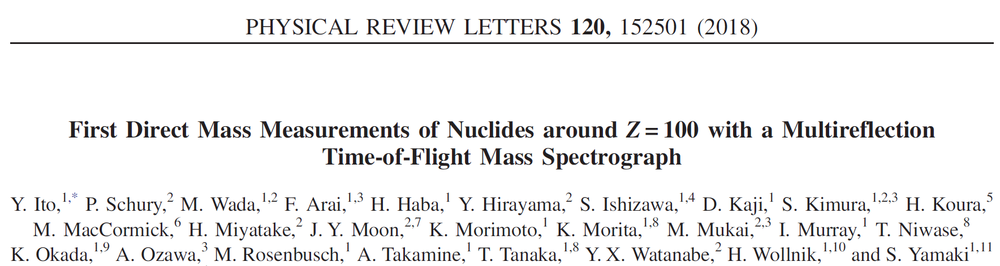 PHYSICAL REVIEW LETTERS 120, 152501 (2018)
First Direct Mass Measurements of Nuclides around Z = 100 with a Multireflection
Time-of-Flight Mass Spectrograph
Y. Ito,1,* P. Schury,2 M. Wada,1,2 F. Arai,1,3 H. Haba,1 Y. Hirayama,2 S. Ishizawa,1,4 D. Kaji,1 S. Kimura,1,2,3 H. Koura,5
M. MacCormick,6 H. Miyatake,2 J. Y. Moon,2,7 K. Morimoto,1 K. Morita,1,8 M. Mukai,2,3 I. Murray,1 T. Niwase,8
K. Okada,1,9 A. Ozawa,3 M. Rosenbusch,1 A. Takamine,1 T. Tanaka,1,8 Y. X. Watanabe,2 H. Wollnik,1,10 and S. Yamaki1,11